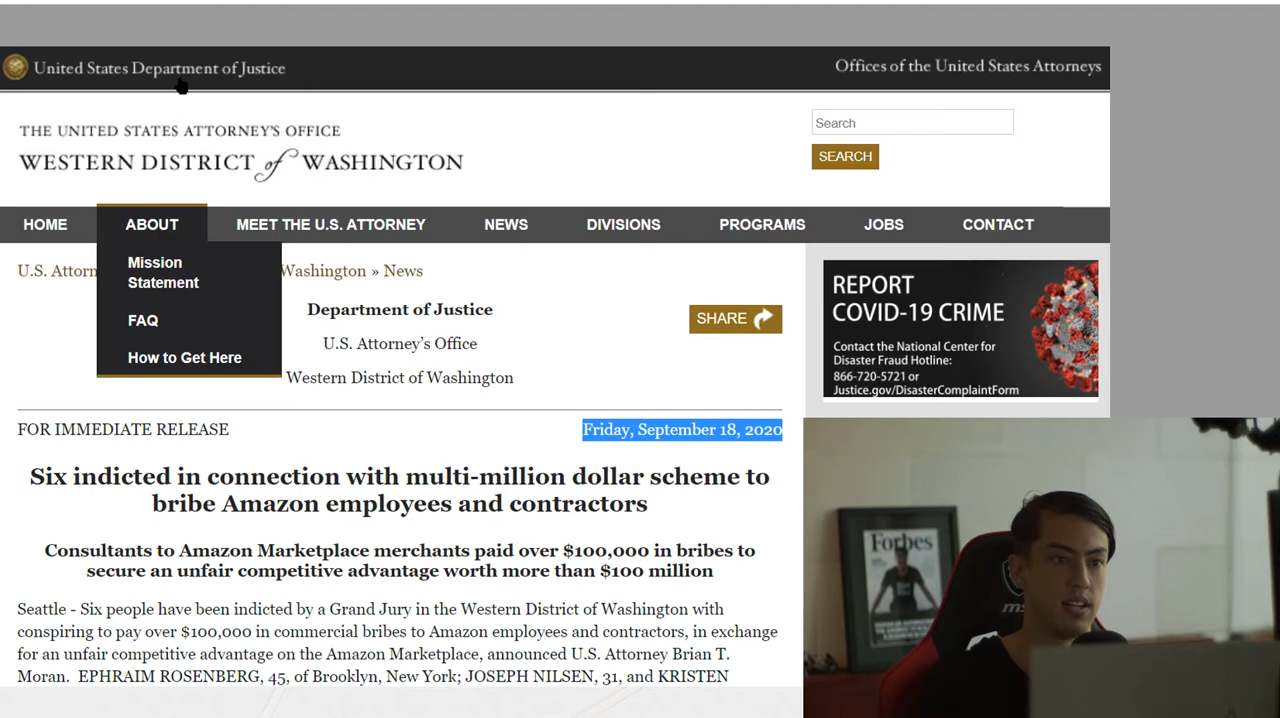 United States Department of Justice
Offices of the United States Attorneys
THE UNITED STATES ATTORNEY'S OFFICE
WESTERN DISTRICT of WASHINGTON
Search
SEARCH
HOME
ABOUT
MEET THE U.S. ATTORNEY
NEWS
DIVISIONS
PROGRAMS
JOBS
CONTACT
Mission
Statement
FAQ
How to Get Here
U.S. Attorn
Washington » News
Department of Justice
U.S. Attorney's Office
Western District of Washington
SHARE
REPORT
COVID-19 CRIME
Contact the National Center for
Disaster Fraud Hotline:
866-720-5721 or
Justice.gov/DisasterComplaintForm
FOR IMMEDIATE RELEASE
Friday, September 18, 2020
Six indicted in connection with multi-million dollar scheme to
bribe Amazon employees and contractors
Consultants to Amazon Marketplace merchants paid over $100,000 in bribes to
secure an unfair competitive advantage worth more than $100 million
Seattle - Six people have been indicted by a Grand Jury in the Western District of Washington with
conspiring to pay over $100,000 in commercial bribes to Amazon employees and contractors, in exchange
for an unfair competitive advantage on the Amazon Marketplace, announced U.S. Attorney Brian T.
Moran.  EPHRAIM ROSENBERG, 45, of Brooklyn, New York; JOSEPH NILSEN, 31, and KRISTEN
Forbes
msi